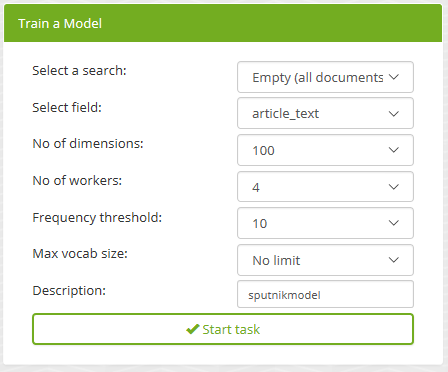 Train a Model
Select a search: Empty (all documents
Select field: article_text
No of dimensions: 100
No of workers: 4
Frequency threshold: 10
Max vocab size: No limit
Description: sputnikmodel
Start task